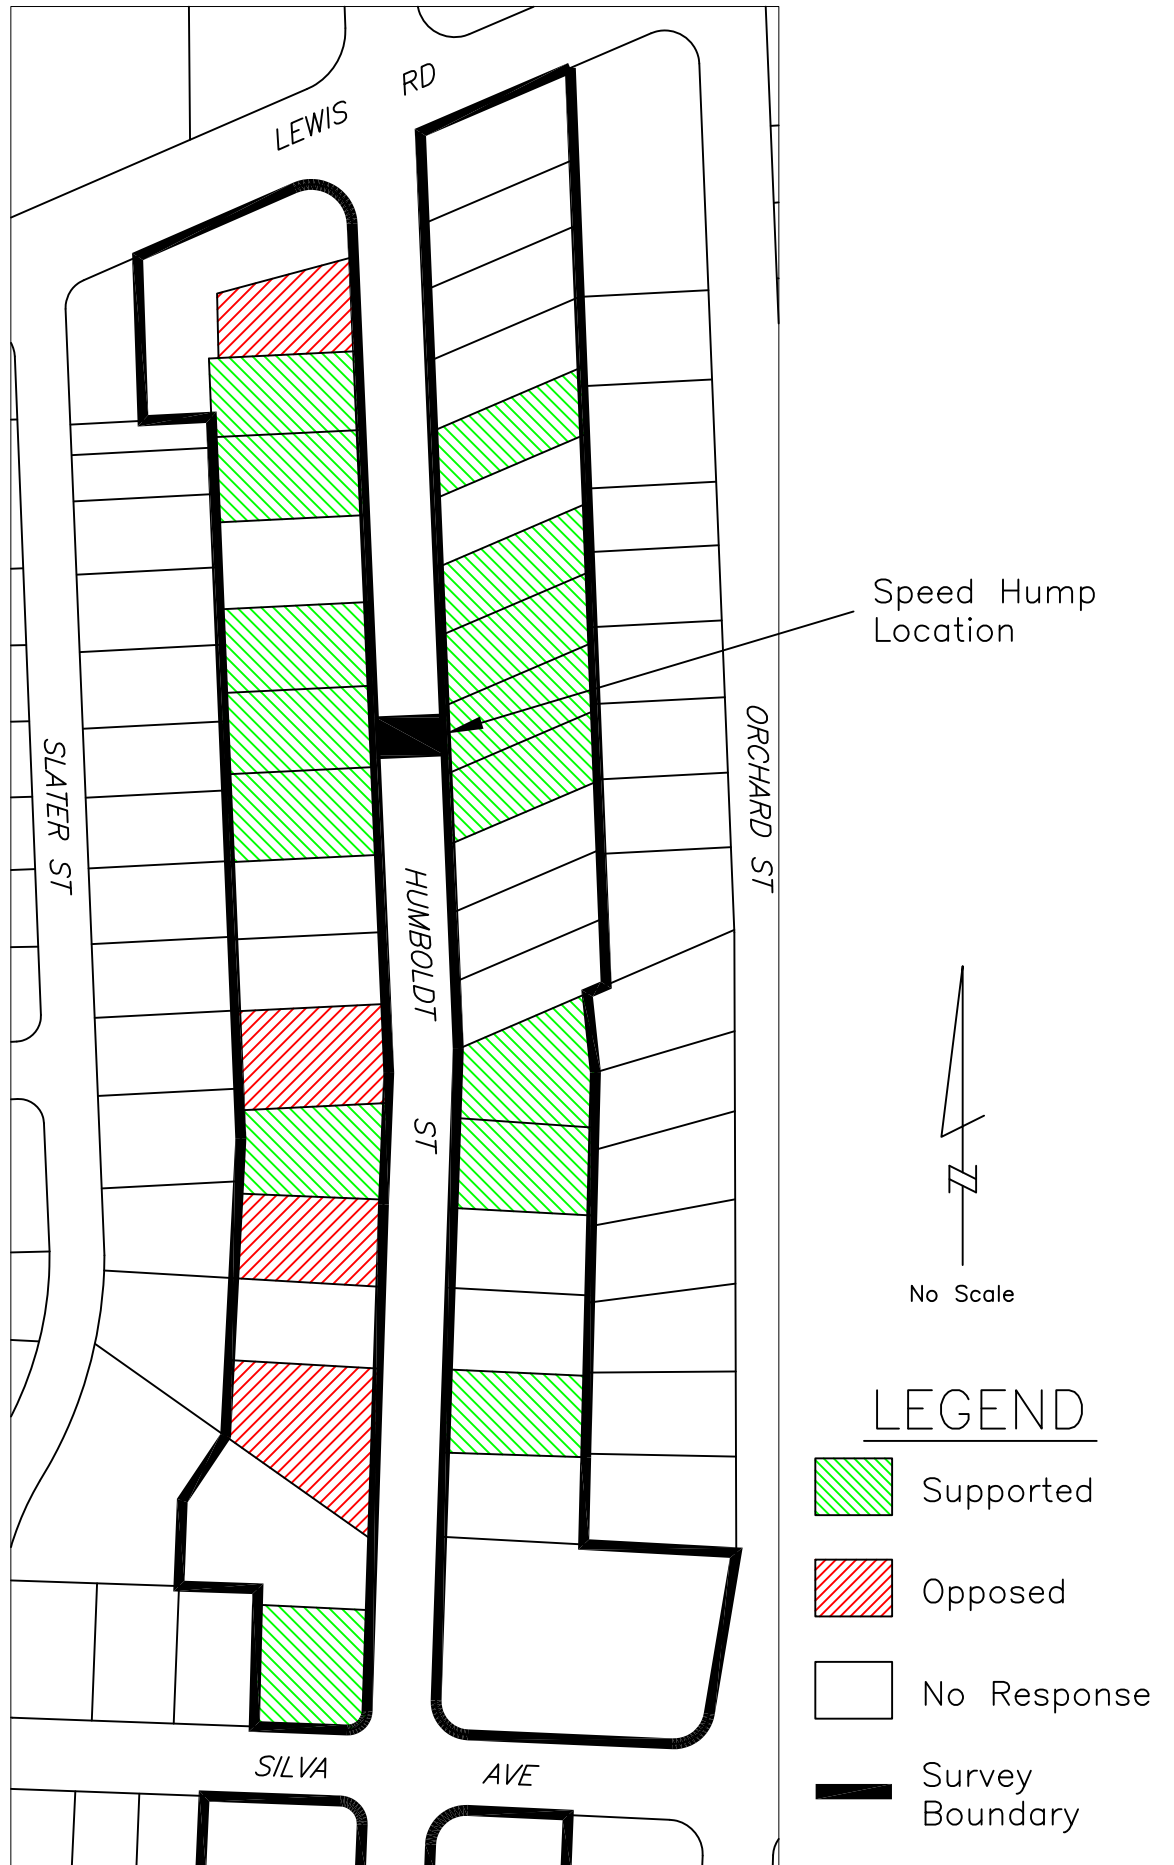 LEWIS RD
Speed Hump
Location
SLATER ST
ORCHARD ST
HUMBOLDT ST
No Scale
LEGEND
Supported
Opposed
No Response
Survey
Boundary
SILVA AVE